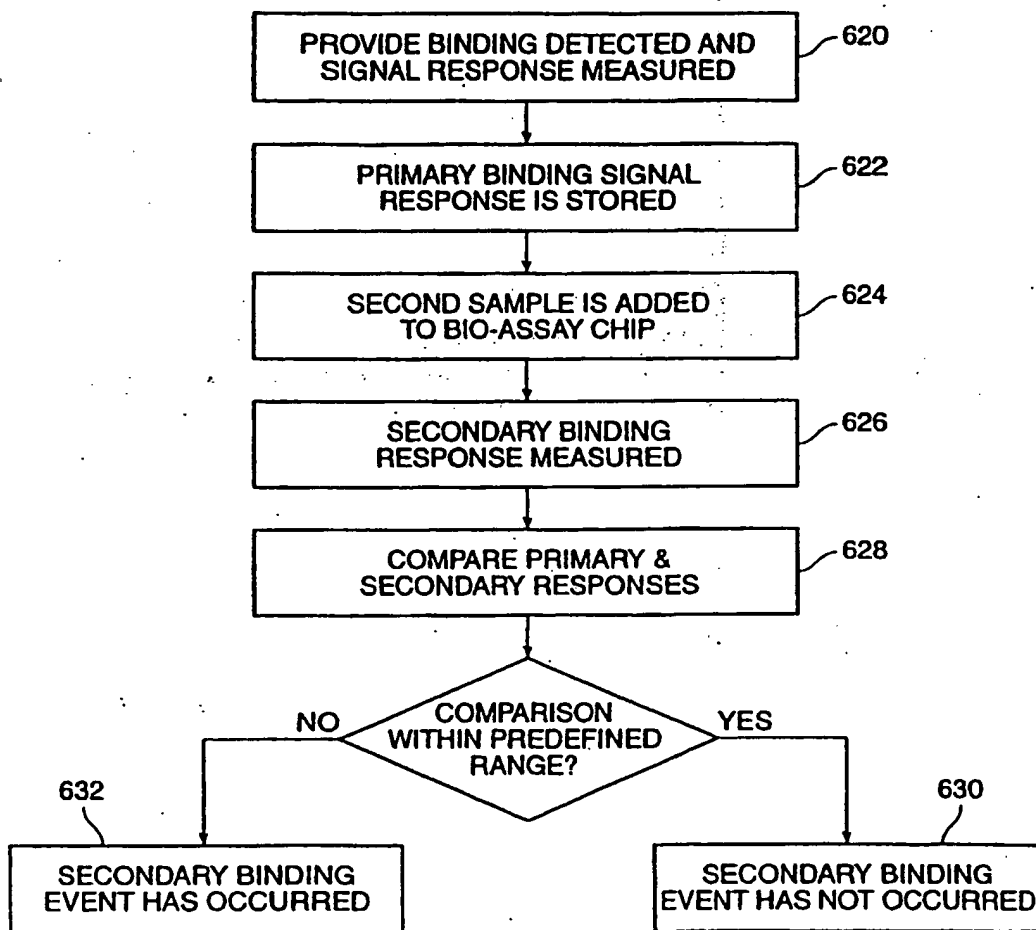 PROVIDE BINDING DETECTED AND
SIGNAL RESPONSE MEASURED
620
PRIMARY BINDING SIGNAL
RESPONSE IS STORED
622
SECOND SAMPLE IS ADDED
TO BIO-ASSAY CHIP
624
SECONDARY BINDING
RESPONSE MEASURED
626
COMPARE PRIMARY &
SECONDARY RESPONSES
628
COMPARISON
WITHIN PREDEFINED
RANGE?
NO
YES
632
SECONDARY BINDING
EVENT HAS OCCURRED
630
SECONDARY BINDING
EVENT HAS NOT OCCURRED